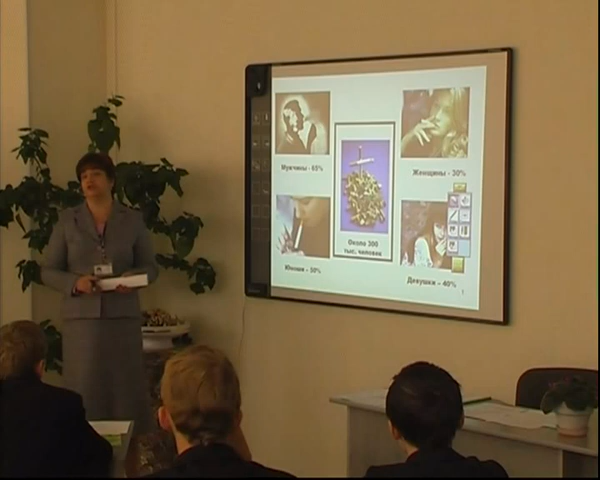 Мужчины - 65%
Женщины - 30%
Около 300
тыс. человек
Юноши - 50%
Девушки - 40%